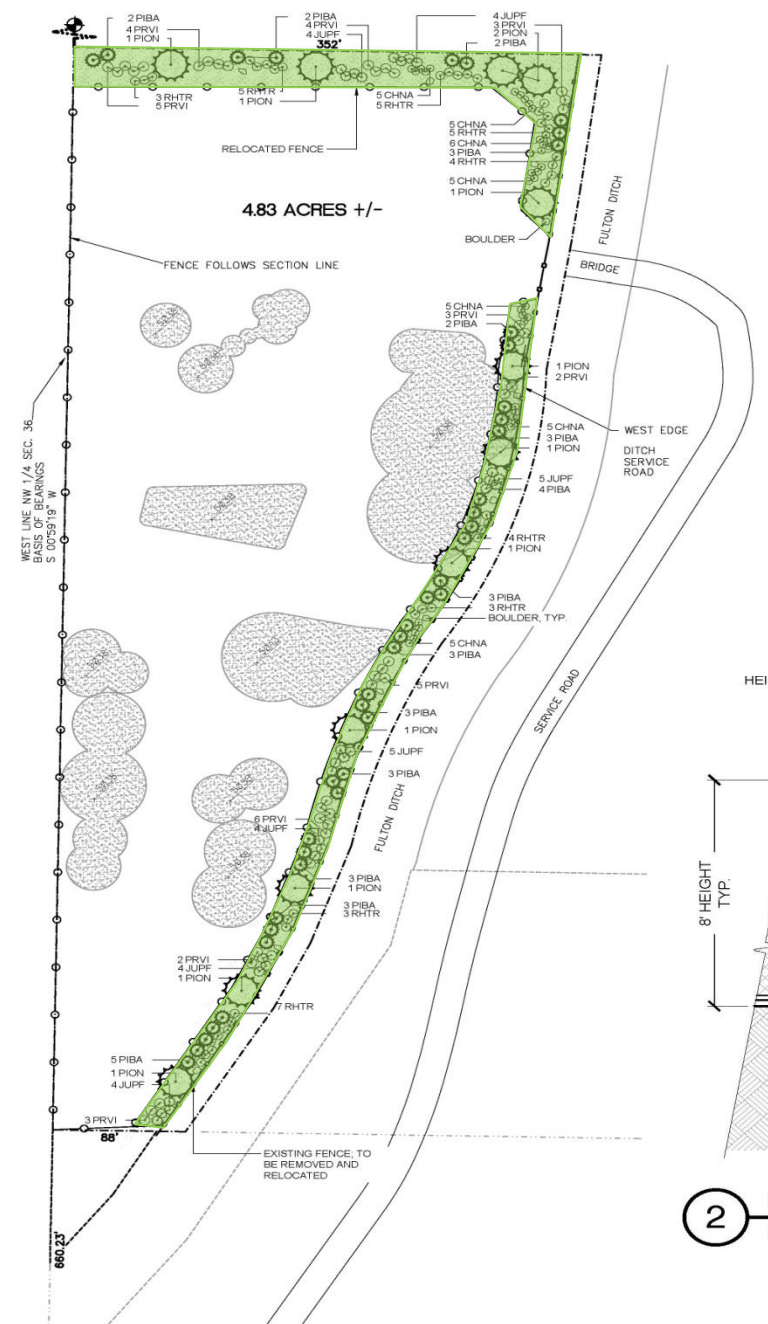 2 PIBA
4 PRVI
1 PION
2 PIBA
4 PRVI
4 JUPF
352'
4 JUPF
3 PRVI
2 PION
2 PIBA
3 RHTR
5 PRVI
5 RHTR
1 PION
5 CHNA
5 RHTR
RELOCATED FENCE
5 CHNA
5 RHTR
6 CHNA
3 PIBA
4 RHTR
5 CHNA
1 PION
4.83 ACRES +/-
BOULDER
FULTON DITCH
BRIDGE
FENCE FOLLOWS SECTION LINE
5 CHNA
3 PRVI
2 PIBA
1 PION
2 PRVI
5 CHNA
3 PIBA
1 PION
WEST EDGE
DITCH
SERVICE
ROAD
WEST LINE NW 1/4 SEC. 36
BASIS OF BEARINGS
S 00°59'19" W
5 JUPF
4 PIBA
4 RHTR
1 PION
3 PIBA
3 RHTR
BOULDER, TYP.
5 CHNA
3 PIBA
5 PRVI
3 PIBA
1 PION
5 JUPF
3 PIBA
SERVICE ROAD
HEI
FULTON DITCH
6 PRVI
4 JUPF
8' HEIGHT
TYP.
3 PIBA
1 PION
3 PIBA
3 RHTR
2 PRVI
4 JUPF
1 PION
7 RHTR
5 PIBA
1 PION
4 JUPF
3 PRVI
88'
EXISTING FENCE; TO
BE REMOVED AND
RELOCATED
660.23'
2